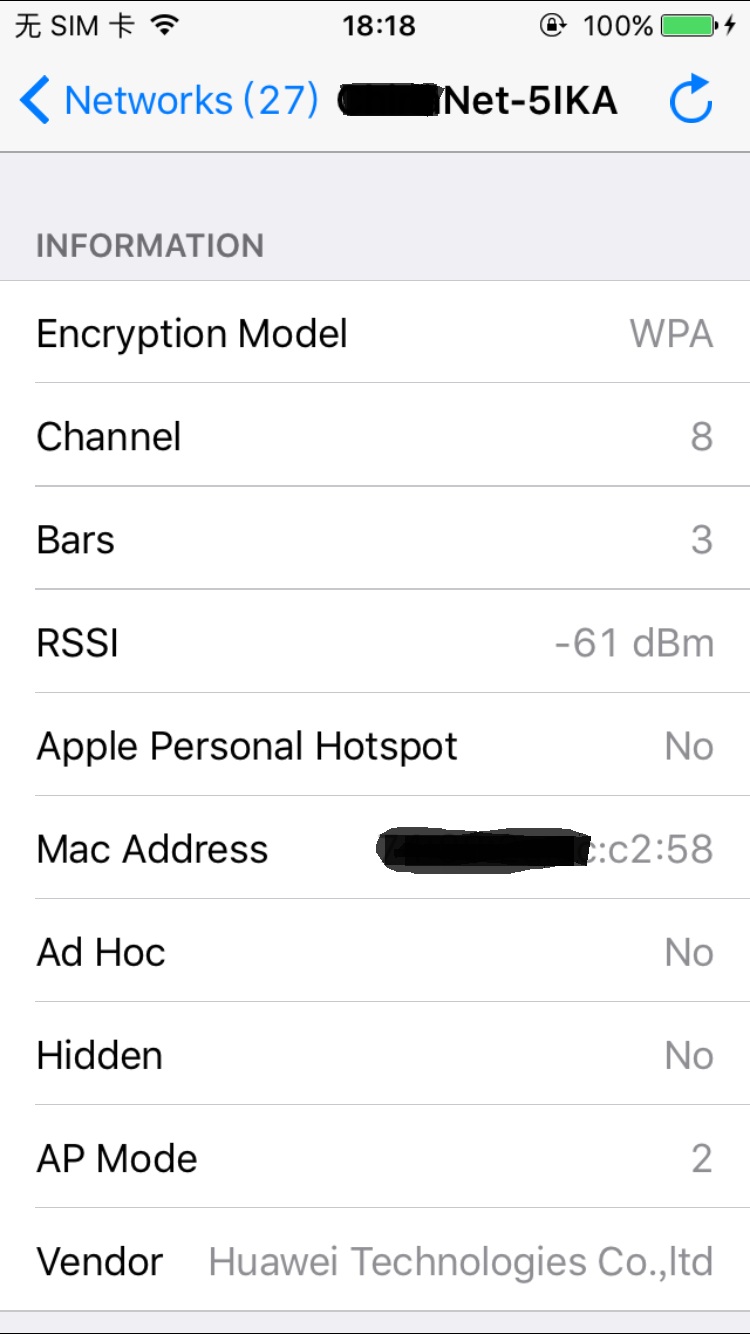 无 SIM 卡 18:18 100%
Networks (27) Net-5IKA
INFORMATION
Encryption Model WPA
Channel 8
Bars 3
RSSI -61 dBm
Apple Personal Hotspot No
Mac Address c:c2:58
Ad Hoc No
Hidden No
AP Mode 2
Vendor Huawei Technologies Co.,ltd